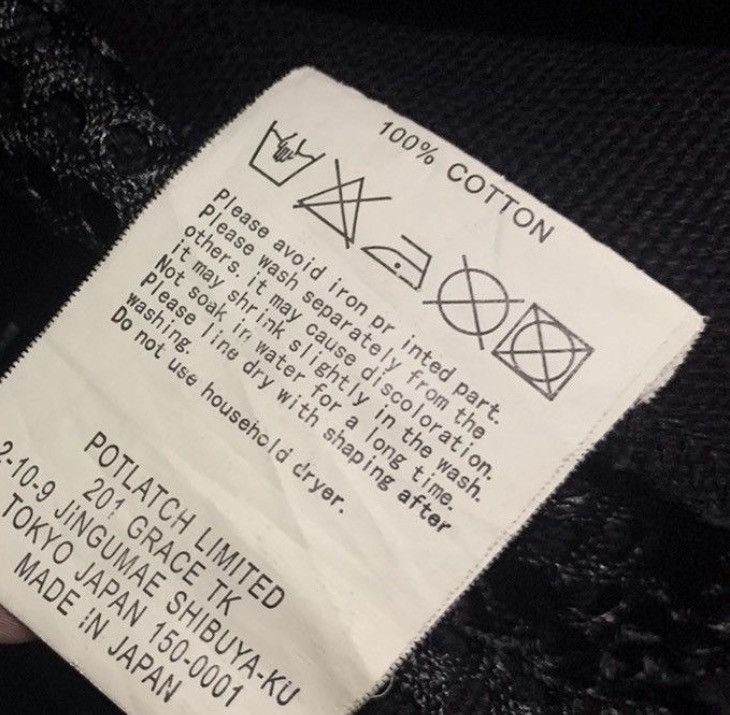 100% COTTON
Please avoid iron pr inted part.
Please wash separately from the
others. it may cause discoloration.
it may shrink slightly in the wash.
Not soak in water for a long time.
Please line dry with shaping after
washing.
Do not use household dryer.
POTLATCH LIMITED
201 GRACE TK
2-10-9 JINGUMAE SHIBUYA-KU
TOKYO JAPAN 150-0001
MADE IN JAPAN